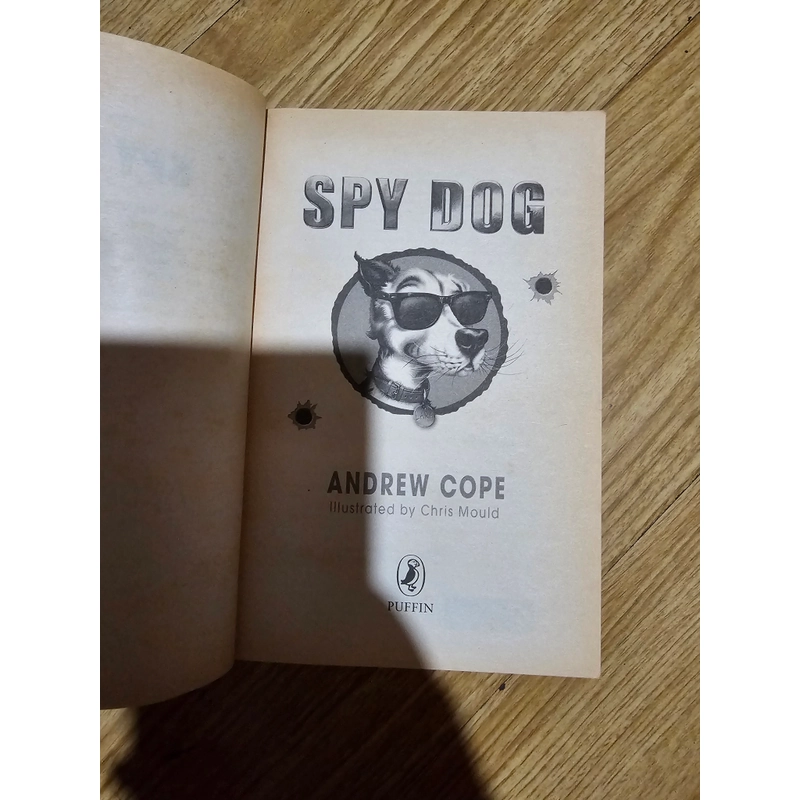 SPY DOG
ANDREW COPE
Illustrated by Chris Mould
PUFFIN